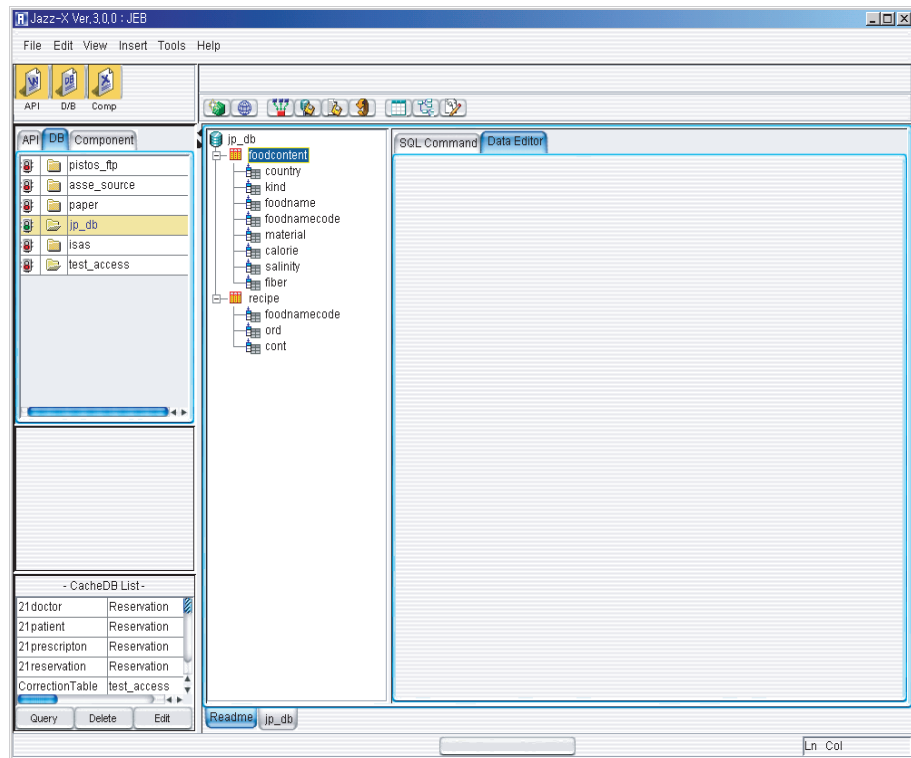 Jazz-X Ver,3,0,0 : JEB
File Edit View Insert Tools Help
API D/B Comp
API DB Component
pistos_ftp
asse_source
paper
jp_db
isas
test_access
- CacheDB List -
21doctor Reservation
21patient Reservation
21prescripton Reservation
21reservation Reservation
CorrectionTable test_access
Query Delete Edit
jp_db
foodcontent
country
kind
foodname
foodnamecode
material
calorie
salinity
fiber
recipe
foodnamecode
ord
cont
SQL Command Data Editor
Readme jp_db
Ln Col